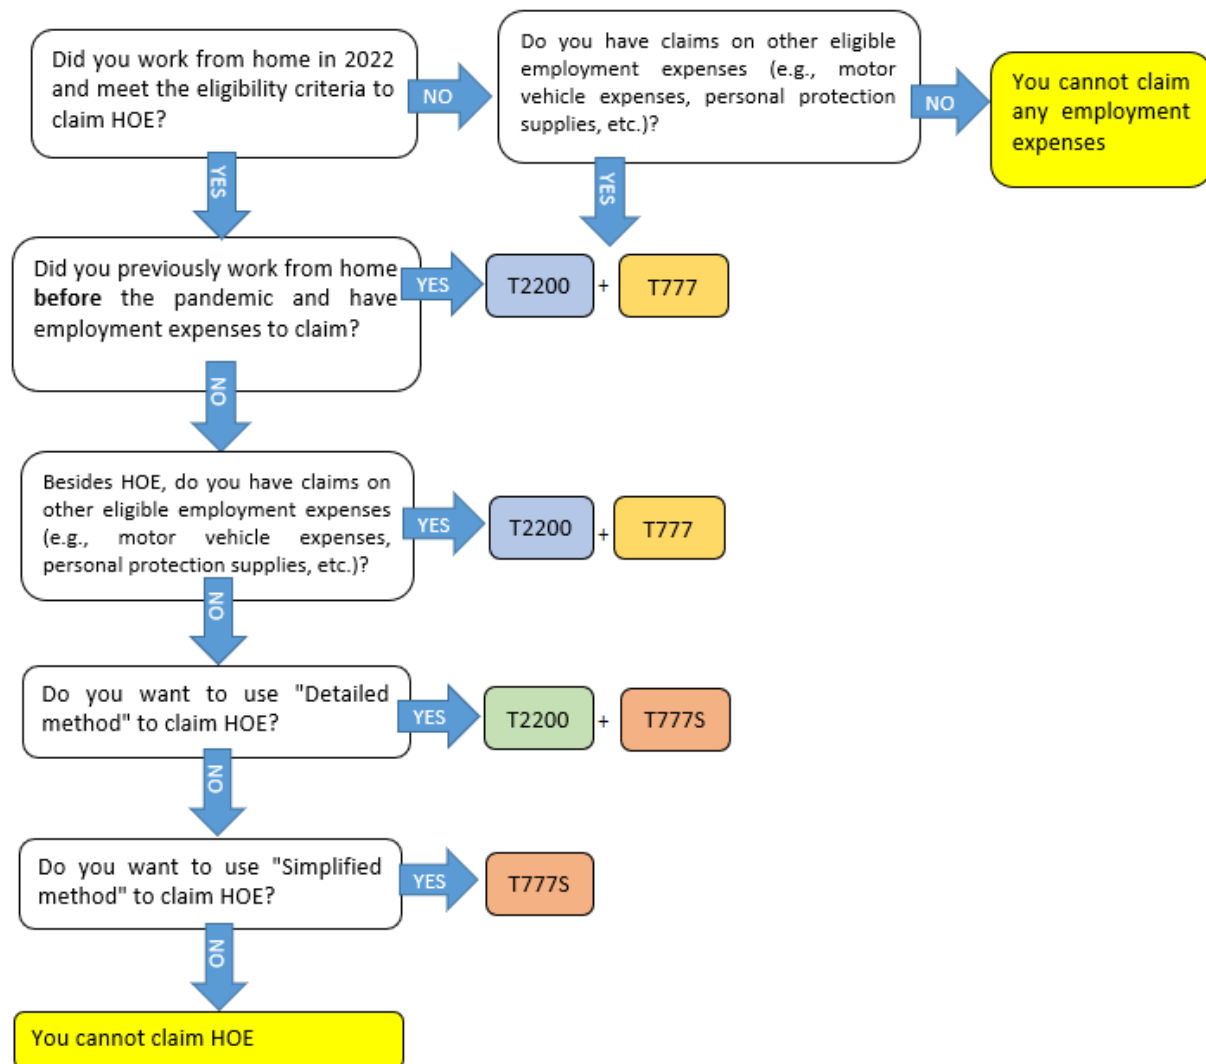 Did you work from home in 2022
and meet the eligibility criteria to
claim HOE?
NO
Do you have claims on other eligible
employment expenses (e.g., motor
vehicle expenses, personal protection
supplies, etc.)?
NO
You cannot claim
any employment
expenses
YES
YES
Did you previously work from home
before the pandemic and have
employment expenses to claim?
YES
T2200 + T777
NO
Besides HOE, do you have claims on
other eligible employment expenses
(e.g., motor vehicle expenses,
personal protection supplies, etc.)?
YES
T2200 + T777
NO
Do you want to use "Detailed
method" to claim HOE?
YES
T2200 + T777S
NO
Do you want to use "Simplified
method" to claim HOE?
YES
T777S
NO
You cannot claim HOE